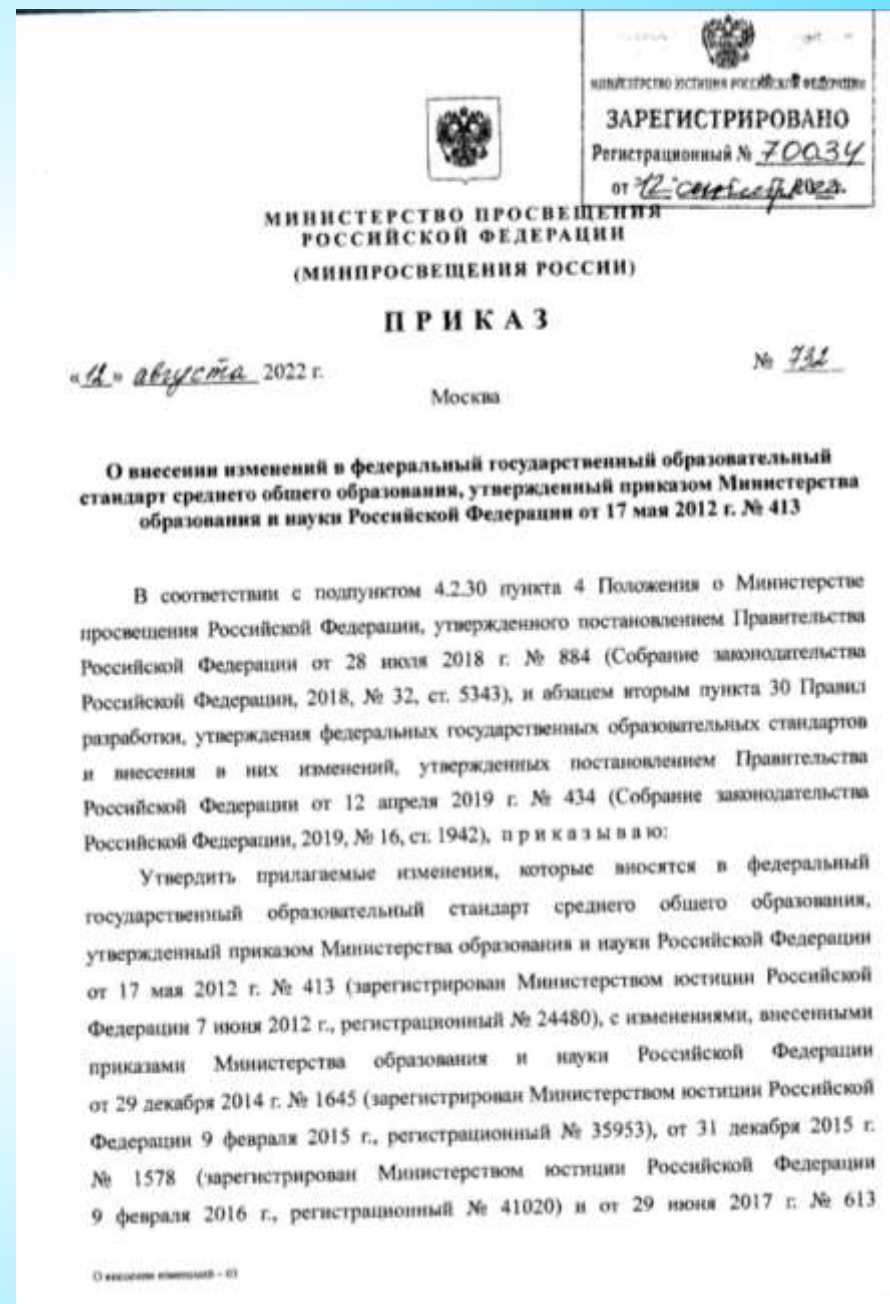 МИНИСТЕРСТВО ЮСТИЦИИ РОССИЙСКОЙ ФЕДЕРАЦИИ
ЗАРЕГИСТРИРОВАНО
Регистрационный № 70034
от "12" сентября 2022.
МИНИСТЕРСТВО ПРОСВЕЩЕНИЯ
РОССИЙСКОЙ ФЕДЕРАЦИИ
(МИНПРОСВЕЩЕНИЯ РОССИИ)
П Р И К А З
«12» августа 2022 г.
№ 732
Москва
О внесении изменений в федеральный государственный образовательный
стандарт среднего общего образования, утвержденный приказом Министерства
образования и науки Российской Федерации от 17 мая 2012 г. № 413
В соответствии с подпунктом 4.2.30 пункта 4 Положения о Министерстве
просвещения Российской Федерации, утвержденного постановлением Правительства
Российской Федерации от 28 июля 2018 г. № 884 (Собрание законодательства
Российской Федерации, 2018, № 32, ст. 5343), и абзацем вторым пункта 30 Правил
разработки, утверждения федеральных государственных образовательных стандартов
и внесения в них изменений, утвержденных постановлением Правительства
Российской Федерации от 12 апреля 2019 г. № 434 (Собрание законодательства
Российской Федерации, 2019, № 16, ст. 1942), п р и к а з ы в а ю:
Утвердить прилагаемые изменения, которые вносятся в федеральный
государственный образовательный стандарт среднего общего образования,
утвержденный приказом Министерства образования и науки Российской Федерации
от 17 мая 2012 г. № 413 (зарегистрирован Министерством юстиции Российской
Федерации 7 июня 2012 г., регистрационный № 24480), с изменениями, внесенными
приказами Министерства образования и науки Российской Федерации
от 29 декабря 2014 г. № 1645 (зарегистрирован Министерством юстиции Российской
Федерации 9 февраля 2015 г., регистрационный № 35953), от 31 декабря 2015 г.
№ 1578 (зарегистрирован Министерством юстиции Российской Федерации
9 февраля 2016 г., регистрационный № 41020) и от 29 июня 2017 г. № 613
О внесении изменений - 03